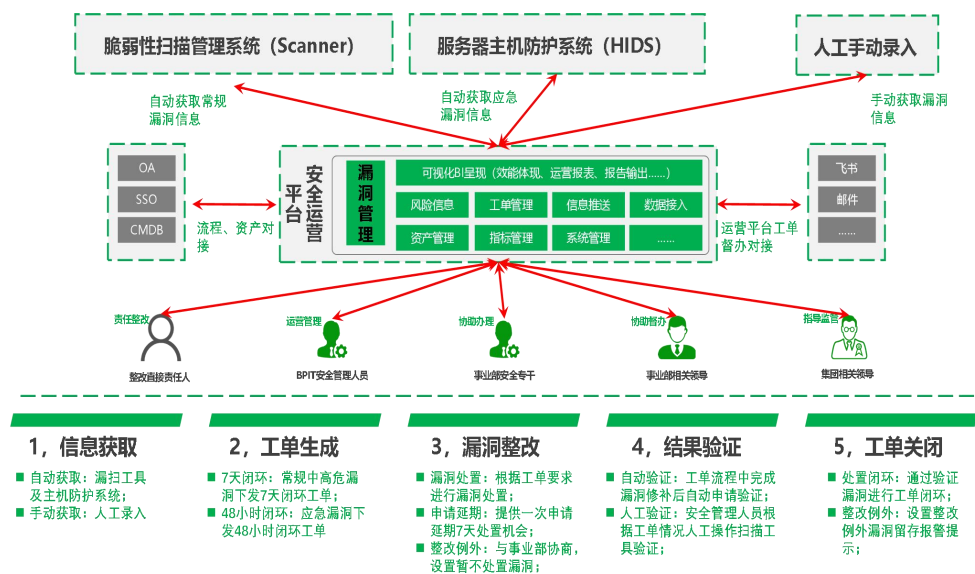 脆弱性扫描管理系统（Scanner）
服务器主机防护系统（HIDS）
人工手动录入
自动获取常规
漏洞信息
自动获取应急
漏洞信息
手动获取漏洞
信息
OA
SSO
CMDB
流程、资产对
接
安全运营
平台
漏洞管理
可视化BI呈现（效能体现、运营报表、报告输出......）
风险信息
工单管理
信息推送
数据接入
资产管理
指标管理
系统管理
......
运营平台工单
督办对接
飞书
邮件
......
责任整改
整改直接责任人
运营管理
BPIT安全管理人员
协助办理
事业部安全专干
协助督办
事业部相关领导
指导监管
集团相关领导
1，信息获取
自动获取：漏扫工具
及主机防护系统；
手动获取：人工录入
2，工单生成
7天闭环：常规中高危漏
洞下发7天闭环工单；
48小时闭环：应急漏洞下
发48小时闭环工单
3，漏洞整改
漏洞处置：根据工单要求
进行漏洞处置；
申请延期：提供一次申请
延期7天处置机会；
整改例外：与事业部协商，
设置暂不处置漏洞；
4，结果验证
自动验证：工单流程中完成
漏洞修补后自动申请验证；
人工验证：安全管理人员根
据工单情况人工操作扫描工
具验证；
5，工单关闭
处置闭环：通过验证
漏洞进行工单闭环；
整改例外：设置整改
例外漏洞留存报警提
示；